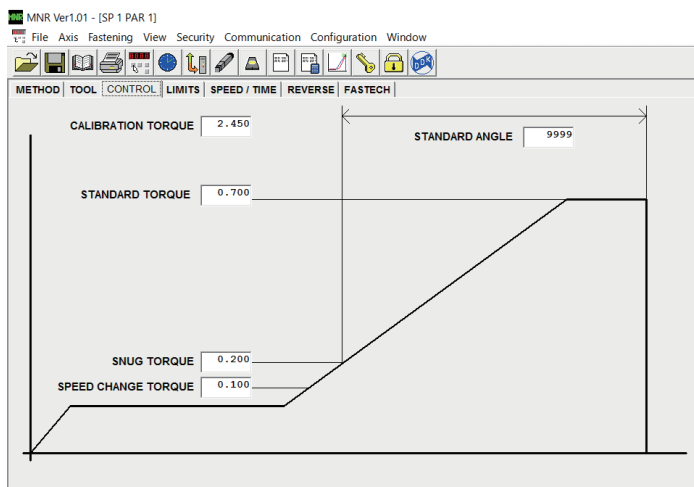 MNR MNR Ver1.01 - [SP 1 PAR 1]
File Axis Fastening View Security Communication Configuration Window
DDK
METHOD TOOL CONTROL LIMITS SPEED / TIME REVERSE FASTECH
CALIBRATION TORQUE 2.450
STANDARD ANGLE 9999
STANDARD TORQUE 0.700
SNUG TORQUE 0.200
SPEED CHANGE TORQUE 0.100